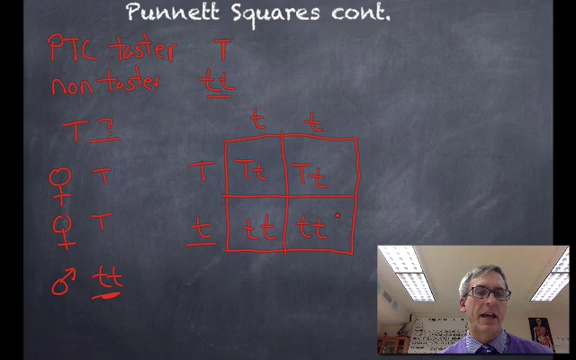 Punnett Squares cont.
PTC taster T
non taster tt
T ?
t t
♀ T
T Tt Tt
♀ T
t tt tt
♂ tt